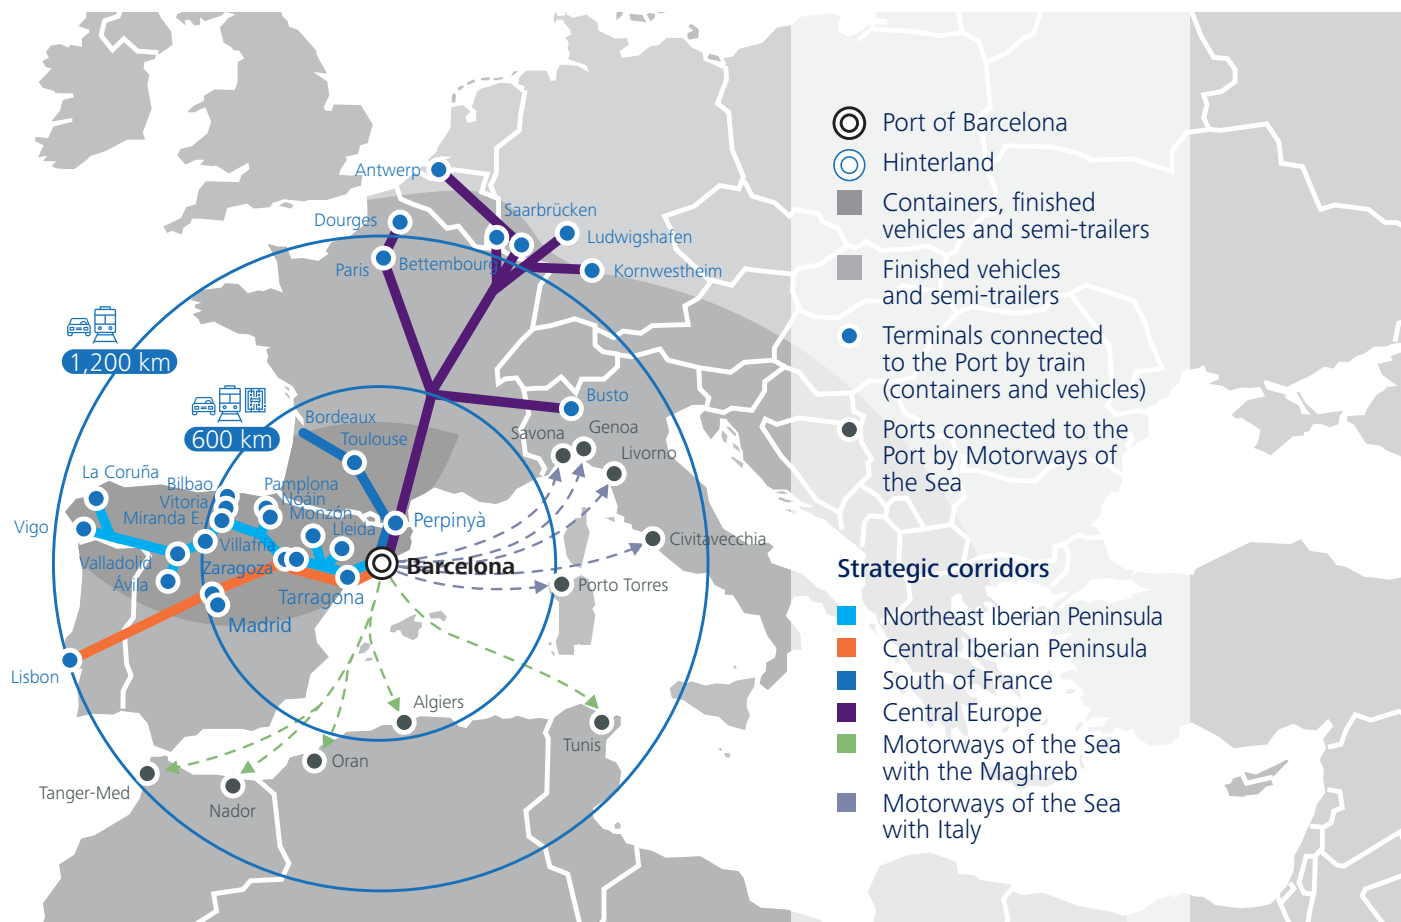 Antwerp
Dourges
Saarbrücken
Ludwigshafen
Paris
Bettembourg
Kornwestheim
1,200 km
600 km
Bordeaux
Toulouse
Busto
Savona
Genoa
Livorno
La Coruña
Bilbao
Pamplona
Vitoria
Noáin
Miranda E.
Monzón
Vigo
Lleida
Perpinyà
Villafría
Civitavecchia
Valladolid
Zaragoza
Barcelona
Ávila
Tarragona
Porto Torres
Madrid
Lisbon
Algiers
Tunis
Oran
Tanger-Med
Nador
Port of Barcelona
Hinterland
Containers, finished
vehicles and semi-trailers
Finished vehicles
and semi-trailers
Terminals connected
to the Port by train
(containers and vehicles)
Ports connected to the
Port by Motorways of
the Sea
Strategic corridors
Northeast Iberian Peninsula
Central Iberian Peninsula
South of France
Central Europe
Motorways of the Sea
with the Maghreb
Motorways of the Sea
with Italy